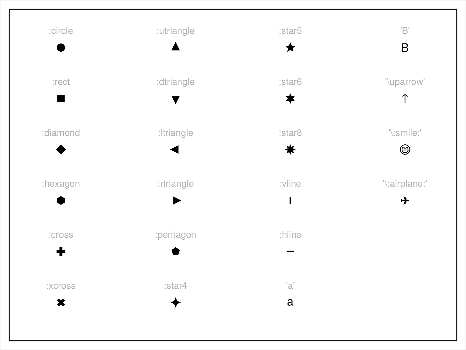 :circle :utriangle :star5 'B'
B
:rect :dtriangle :star6 '\uparrow'
↑
:diamond :ltriangle :star8 '\:smile:'
:hexagon :rtriangle :vline '\:airplane:'
:cross :pentagon :hline
:xcross :star4 'a'
a